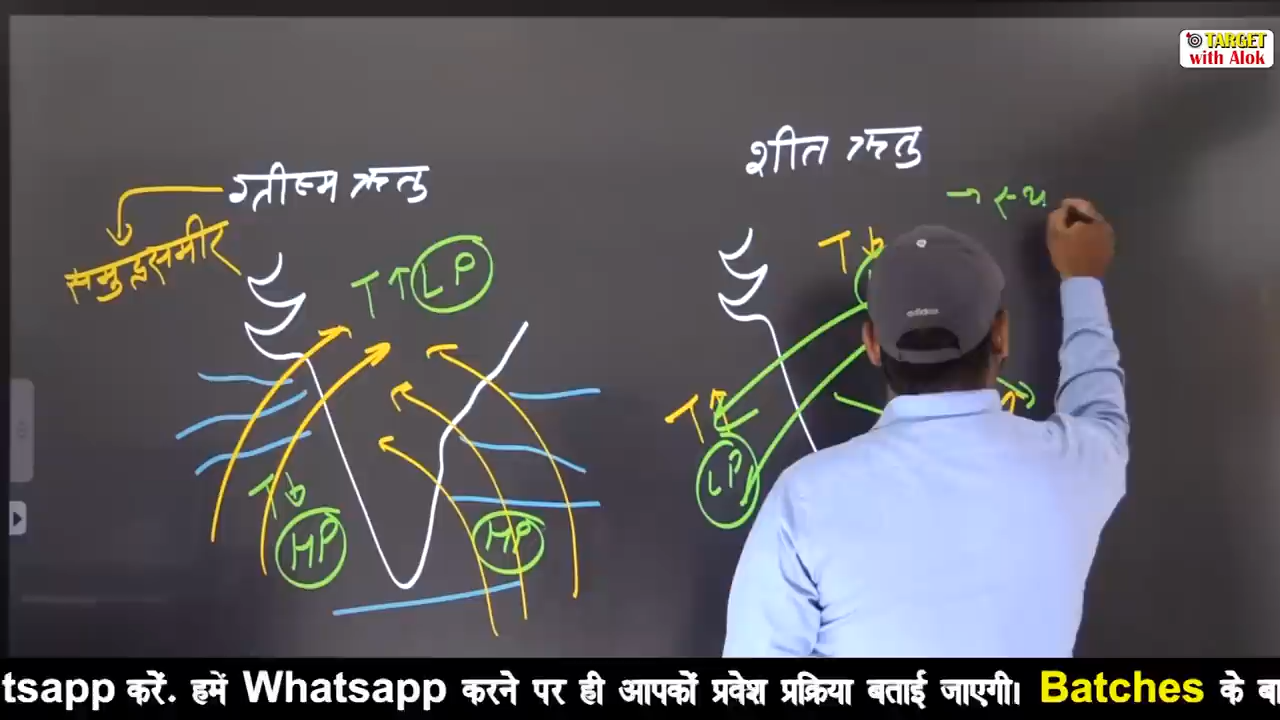 TARGET
with Alok
शीत ऋतु
ग्रीष्म ऋतु
समुद्रसमीर
T↑ LP
T↓
T↓
HP
HP
T↑
LP
→ स्थ
tsapp करें. हमें Whatsapp करने पर ही आपकों प्रवेश प्रक्रिया बताई जाएगी। Batches के बा